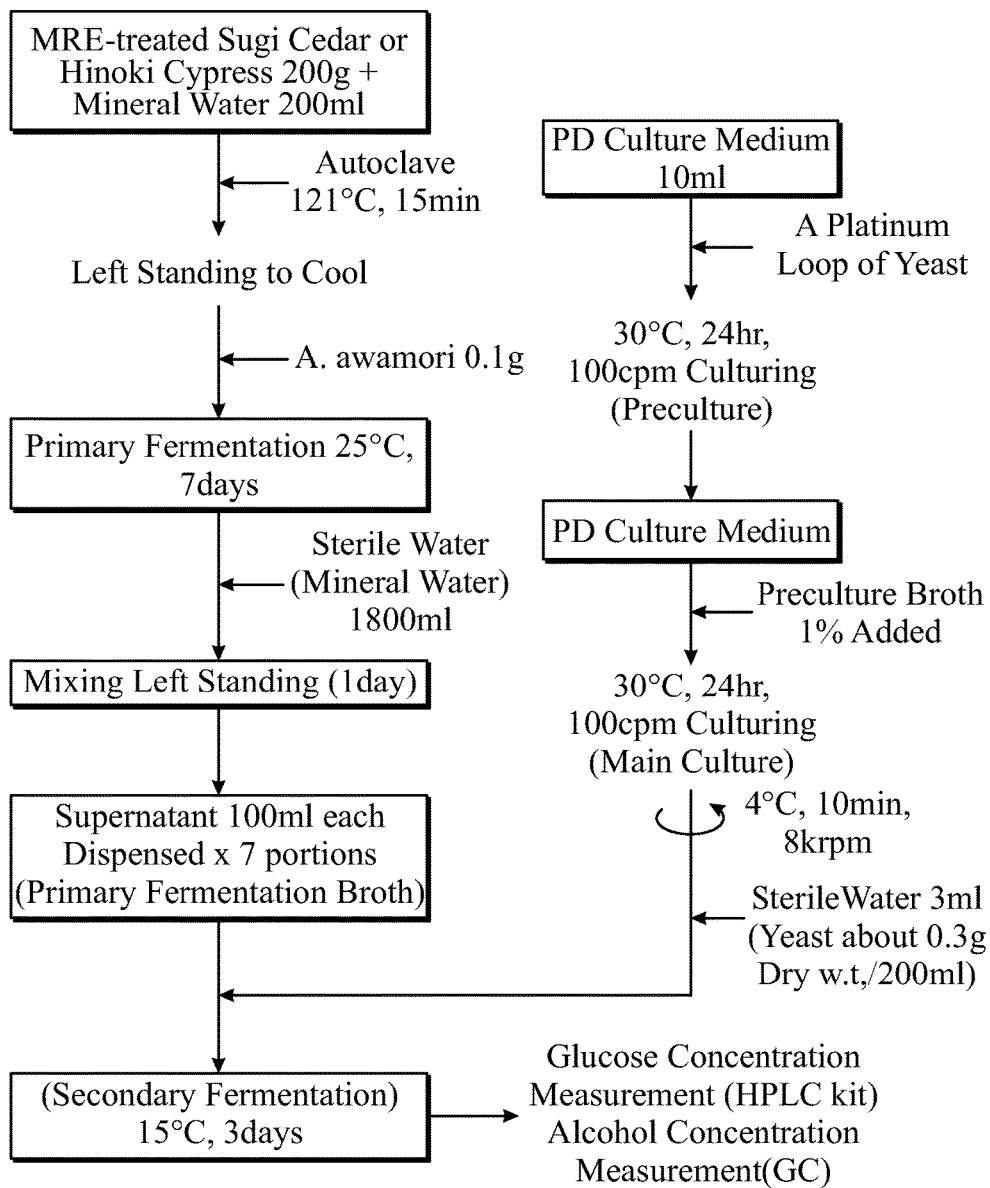 MRE-treated Sugi Cedar or
Hinoki Cypress 200g +
Mineral Water 200ml
Autoclave
121°C, 15min
Left Standing to Cool
A. awamori 0.1g
Primary Fermentation 25°C,
7days
Sterile Water
(Mineral Water)
1800ml
Mixing Left Standing (1day)
Supernatant 100ml each
Dispensed x 7 portions
(Primary Fermentation Broth)
PD Culture Medium
10ml
A Platinum
Loop of Yeast
30°C, 24hr,
100cpm Culturing
(Preculture)
PD Culture Medium
Preculture Broth
1% Added
30°C, 24hr,
100cpm Culturing
(Main Culture)
4°C, 10min,
8krpm
SterileWater 3ml
(Yeast about 0.3g
Dry w.t,/200ml)
(Secondary Fermentation)
15°C, 3days
Glucose Concentration
Measurement (HPLC kit)
Alcohol Concentration
Measurement(GC)